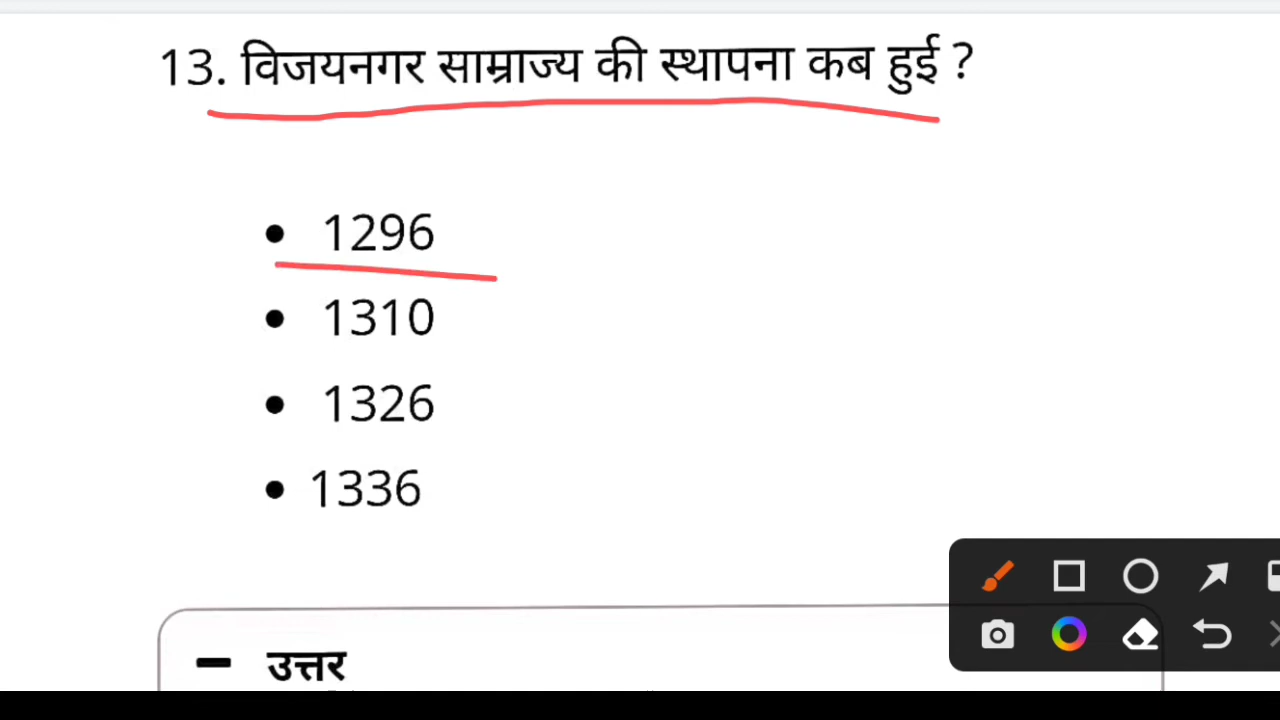 13. विजयनगर साम्राज्य की स्थापना कब हुई ?
• 1296
• 1310
• 1326
• 1336
उत्तर